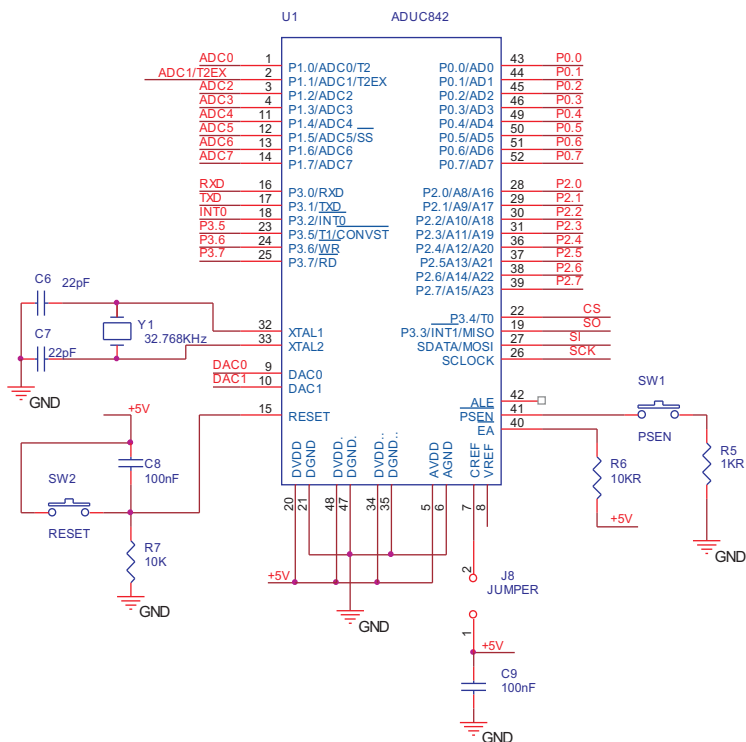 U1
ADUC842
ADC0 1 P1.0/ADC0/T2
ADC1/T2EX 2 P1.1/ADC1/T2EX
ADC2 3 P1.2/ADC2
ADC3 4 P1.3/ADC3
ADC4 11 P1.4/ADC4
ADC5 12 P1.5/ADC5/SS
ADC6 13 P1.6/ADC6
ADC7 14 P1.7/ADC7
P0.0/AD0 43 P0.0
P0.1/AD1 44 P0.1
P0.2/AD2 45 P0.2
P0.3/AD3 46 P0.3
P0.4/AD4 49 P0.4
P0.5/AD5 50 P0.5
P0.6/AD6 51 P0.6
P0.7/AD7 52 P0.7
RXD 16 P3.0/RXD
TXD 17 P3.1/TXD
INT0 18 P3.2/INT0
P3.5 23 P3.5/T1/CONVST
P3.6 24 P3.6/WR
P3.7 25 P3.7/RD
P2.0/A8/A16 28 P2.0
P2.1/A9/A17 29 P2.1
P2.2/A10/A18 30 P2.2
P2.3/A11/A19 31 P2.3
P2.4/A12/A20 36 P2.4
P2.5A13/A21 37 P2.5
P2.6/A14/A22 38 P2.6
P2.7/A15/A23 39 P2.7
C6 22pF
C7
22pF
Y1
32.768KHz
GND
32 XTAL1
33 XTAL2
P3.4/T0 22 CS
P3.3/INT1/MISO 19 SO
SDATA/MOSI 27 SI
SCLOCK 26 SCK
DAC0 9 DAC0
DAC1 10 DAC1
15 RESET
ALE 42
PSEN 41
EA 40
SW1
PSEN
R5
1KR
GND
R6
10KR
+5V
+5V
C8
100nF
SW2
RESET
R7
10K
GND
DVDD 20
DGND 21
DVDD. 48
DGND. 47
DVDD.. 34
DGND.. 35
AVDD 5
AGND 6
CREF 7
VREF 8
+5V
GND
2
J8
JUMPER
1
+5V
C9
100nF
GND